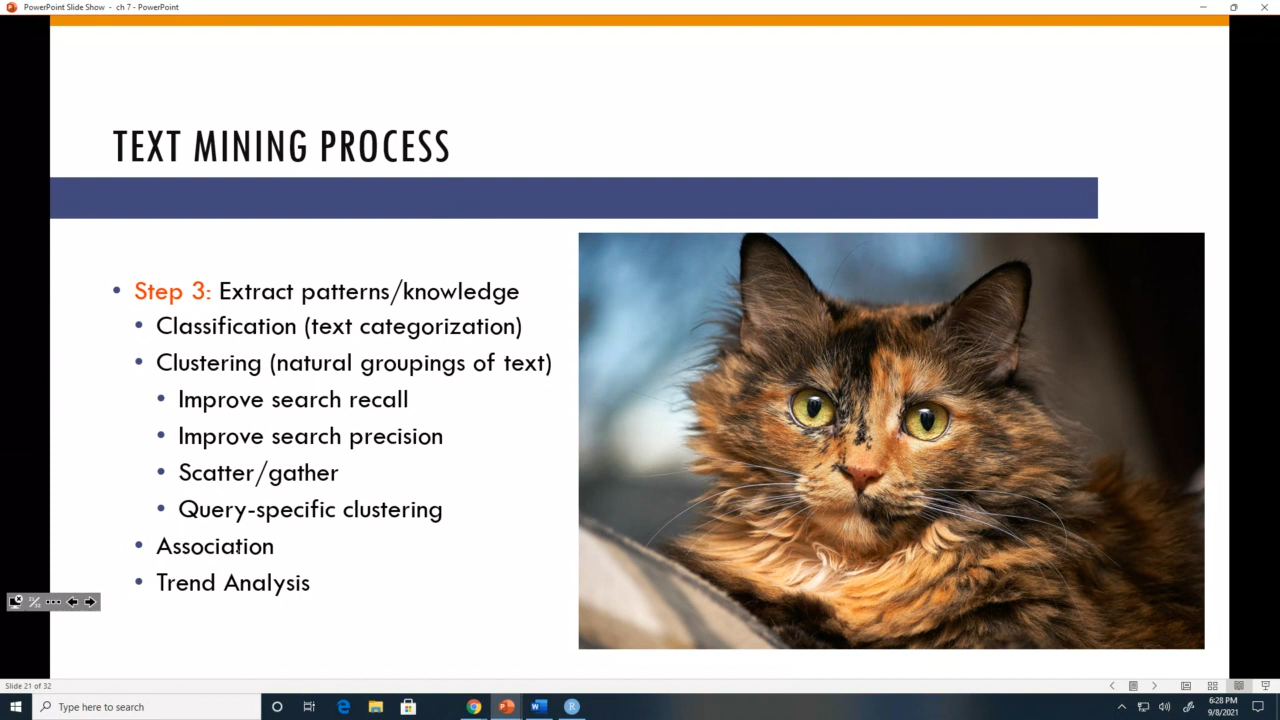 PowerPoint Slide Show - ch 7 - PowerPoint
TEXT MINING PROCESS
• Step 3: Extract patterns/knowledge
• Classification (text categorization)
• Clustering (natural groupings of text)
• Improve search recall
• Improve search precision
• Scatter/gather
• Query-specific clustering
• Association
• Trend Analysis
Slide 21 of 32
Type here to search
6:28 PM
9/8/2021